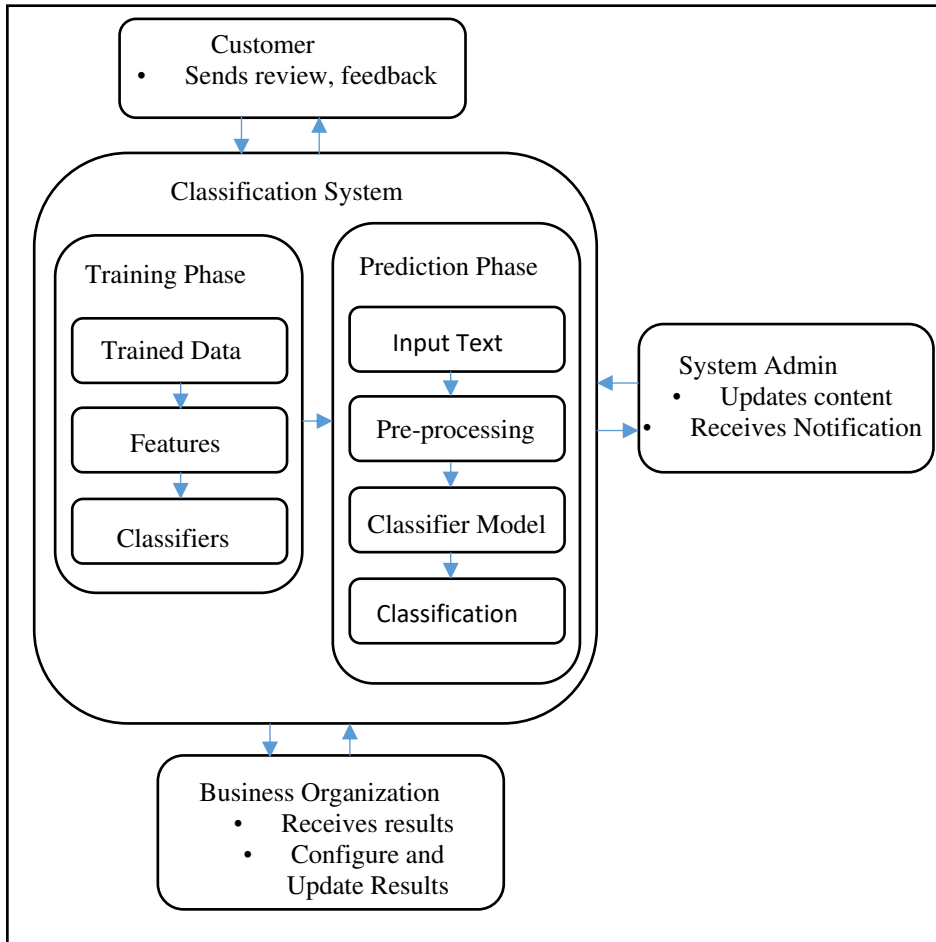 Customer
• Sends review, feedback
Classification System
Training Phase
Trained Data
Features
Classifiers
Prediction Phase
Input Text
Pre-processing
Classifier Model
Classification
System Admin
• Updates content
• Receives Notification
Business Organization
• Receives results
• Configure and
Update Results